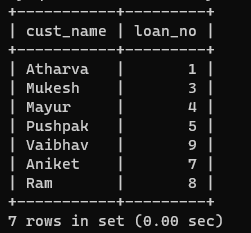 +-----------+---------+
| cust_name | loan_no |
+-----------+---------+
| Atharva   |       1 |
| Mukesh    |       3 |
| Mayur     |       4 |
| Pushpak   |       5 |
| Vaibhav   |       9 |
| Aniket    |       7 |
| Ram       |       8 |
+-----------+---------+
7 rows in set (0.00 sec)